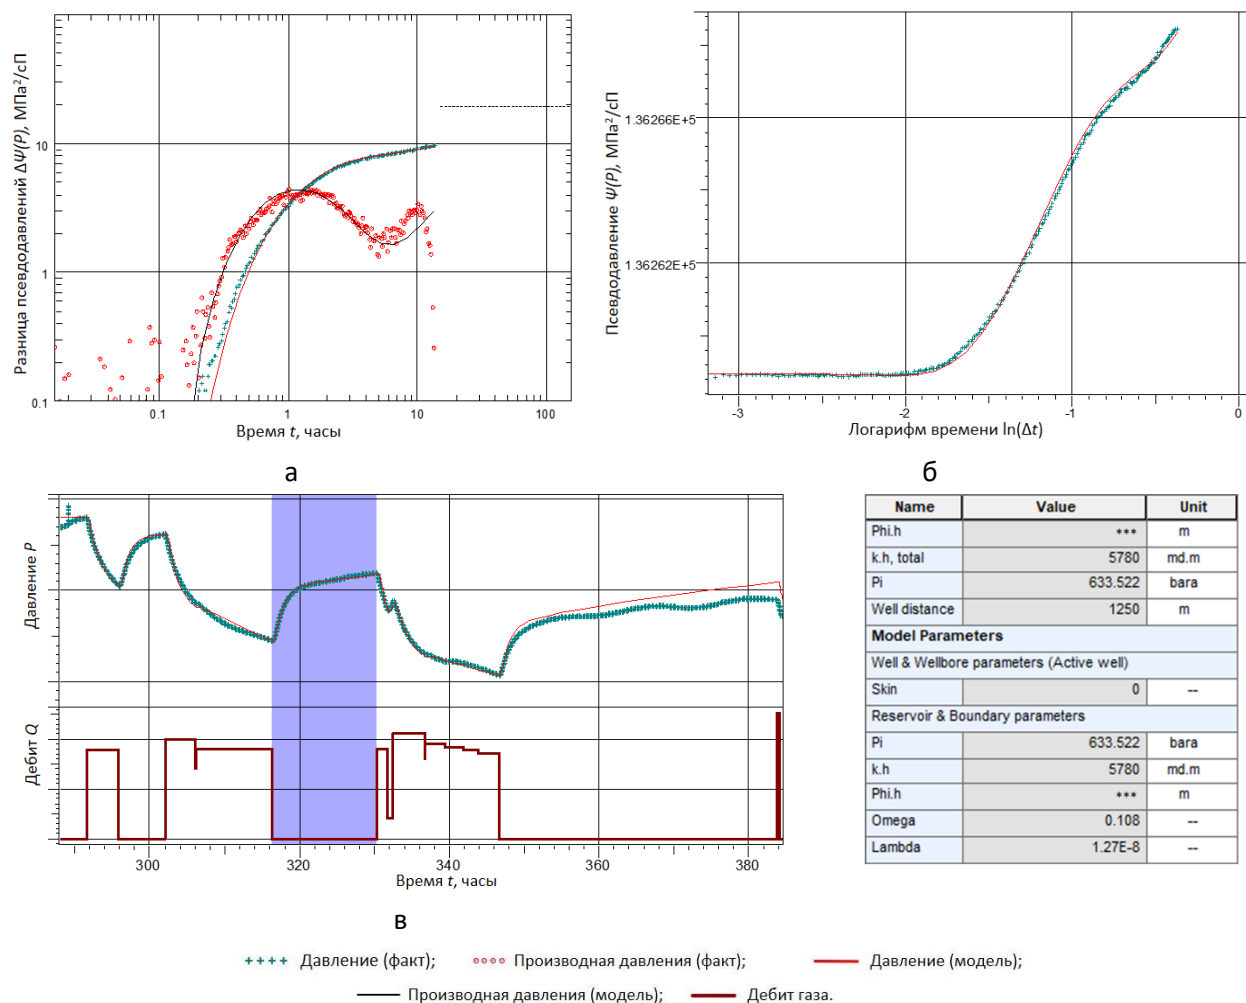 Разница псевдодавлений ΔΨ(P), МПа²/сП
10
1
0.1
0.1
1
10
100
Время t, часы
а
Псевдодавление Ψ(P), МПа²/сП
1.36266E+5
1.36262E+5
-3
-2
-1
0
Логарифм времени ln(Δt)
б
Давление P
Дебит Q
300
320
340
360
380
Время t, часы
в
Name Value Unit
Phi.h *** m
k.h, total 5780 md.m
Pi 633.522 bara
Well distance 1250 m
Model Parameters
Well & Wellbore parameters (Active well)
Skin 0 --
Reservoir & Boundary parameters
Pi 633.522 bara
k.h 5780 md.m
Phi.h *** m
Omega 0.108 --
Lambda 1.27E-8 --
Давление (факт); Производная давления (факт); Давление (модель);
Производная давления (модель); Дебит газа.